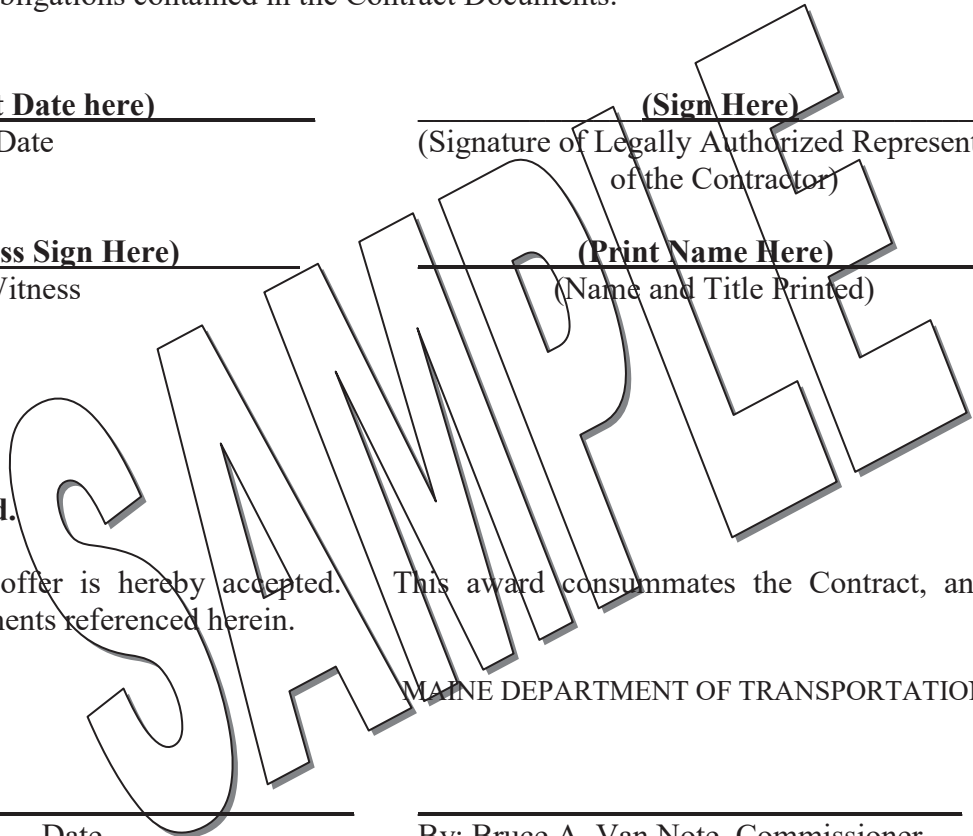 bligations contained in the Contract Documents.
t Date here) (Sign Here)
Date (Signature of Legally Authorized Represent
of the Contractor)
ss Sign Here) (Print Name Here)
Vitness (Name and Title Printed)
SAMPLE
d.
offer is hereby accepted. This award consummates the Contract, an
ments referenced herein.
MAINE DEPARTMENT OF TRANSPORTATION
Date By: Bruce A. Van Note, Commissioner